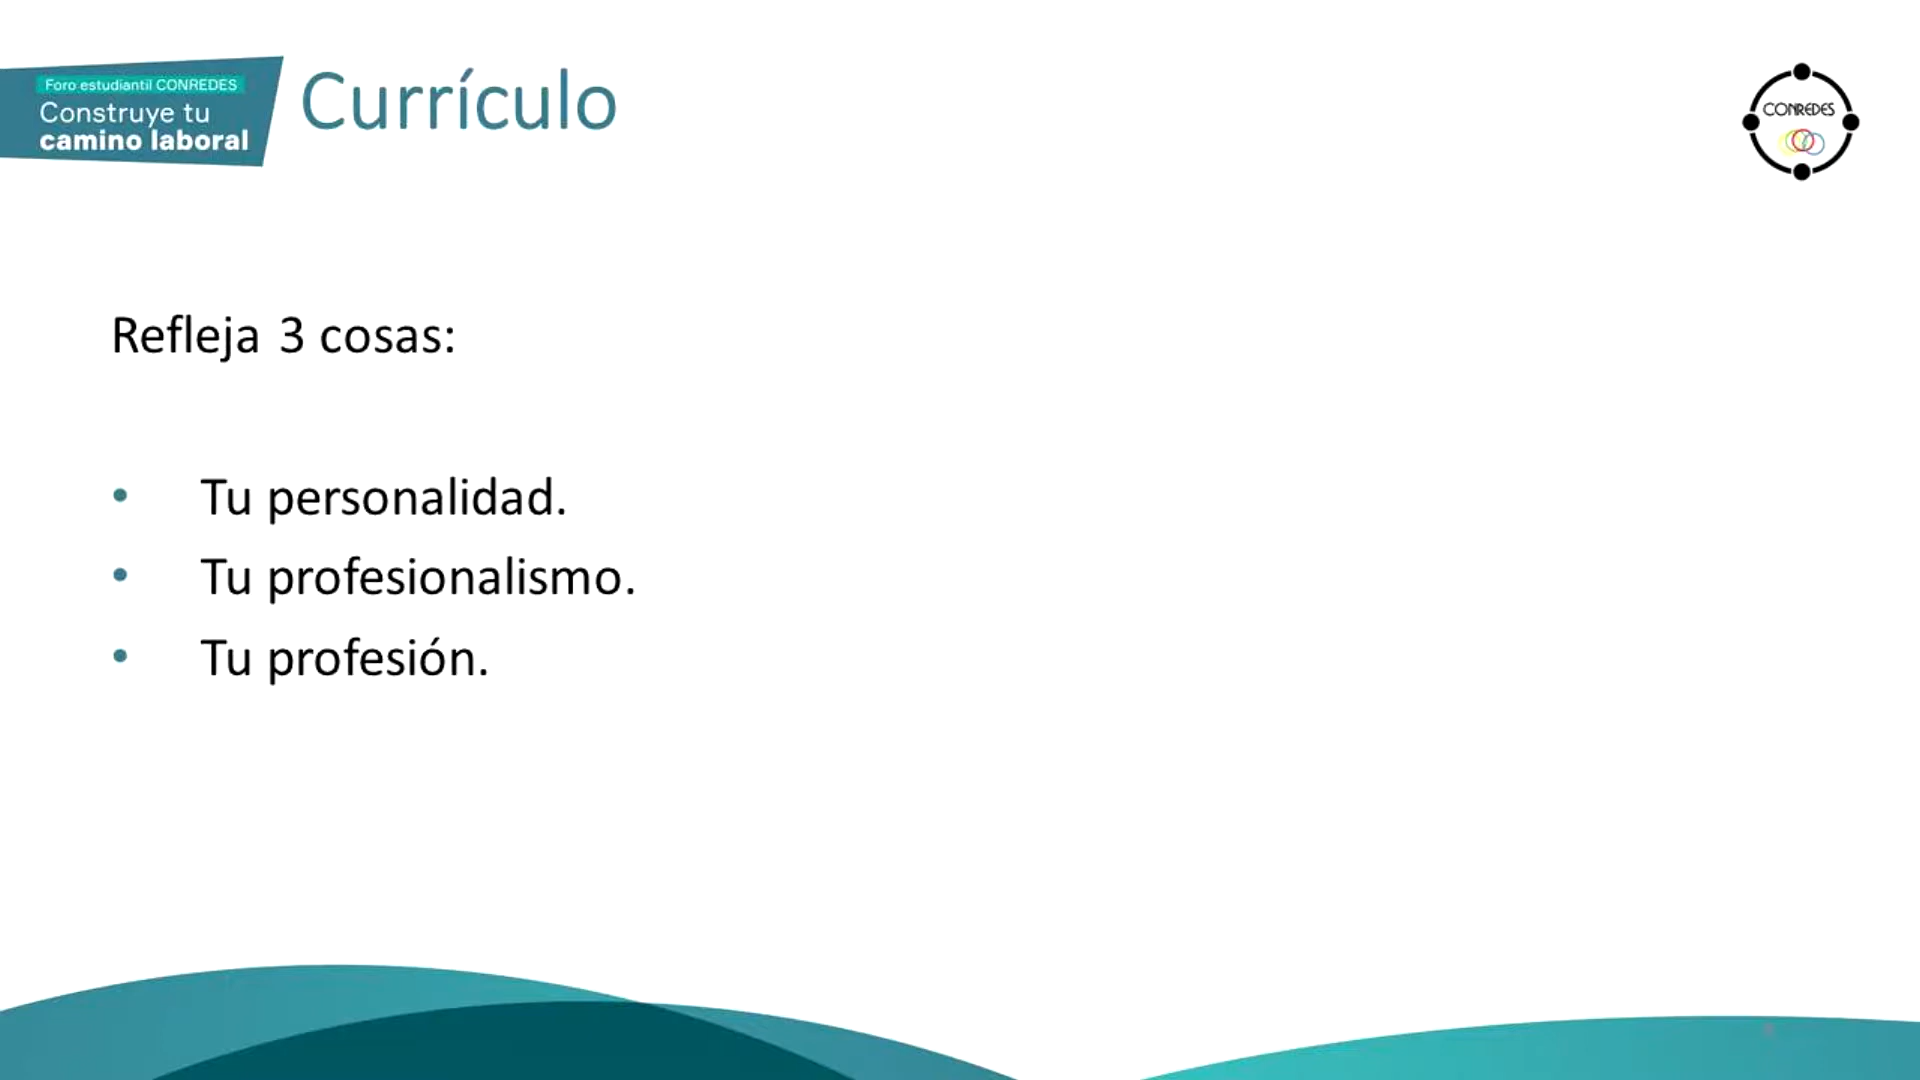 Foro estudiantil CONREDES
Construye tu
camino laboral
Currículo
CONREDES
Refleja 3 cosas:
• Tu personalidad.
• Tu profesionalismo.
• Tu profesión.